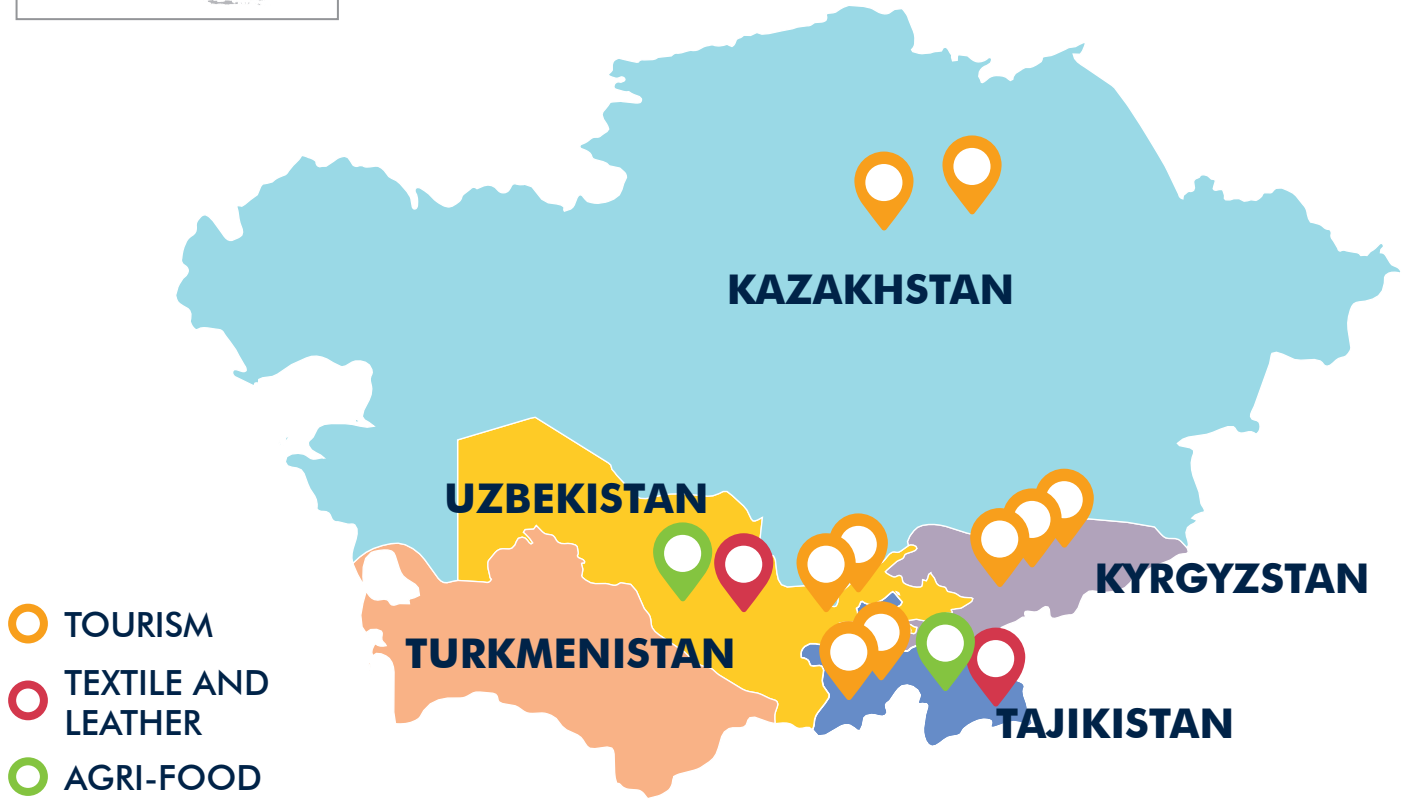 KAZAKHSTAN
UZBEKISTAN
KYRGYZSTAN
TURKMENISTAN
TAJIKISTAN
TOURISM
TEXTILE AND
LEATHER
AGRI-FOOD